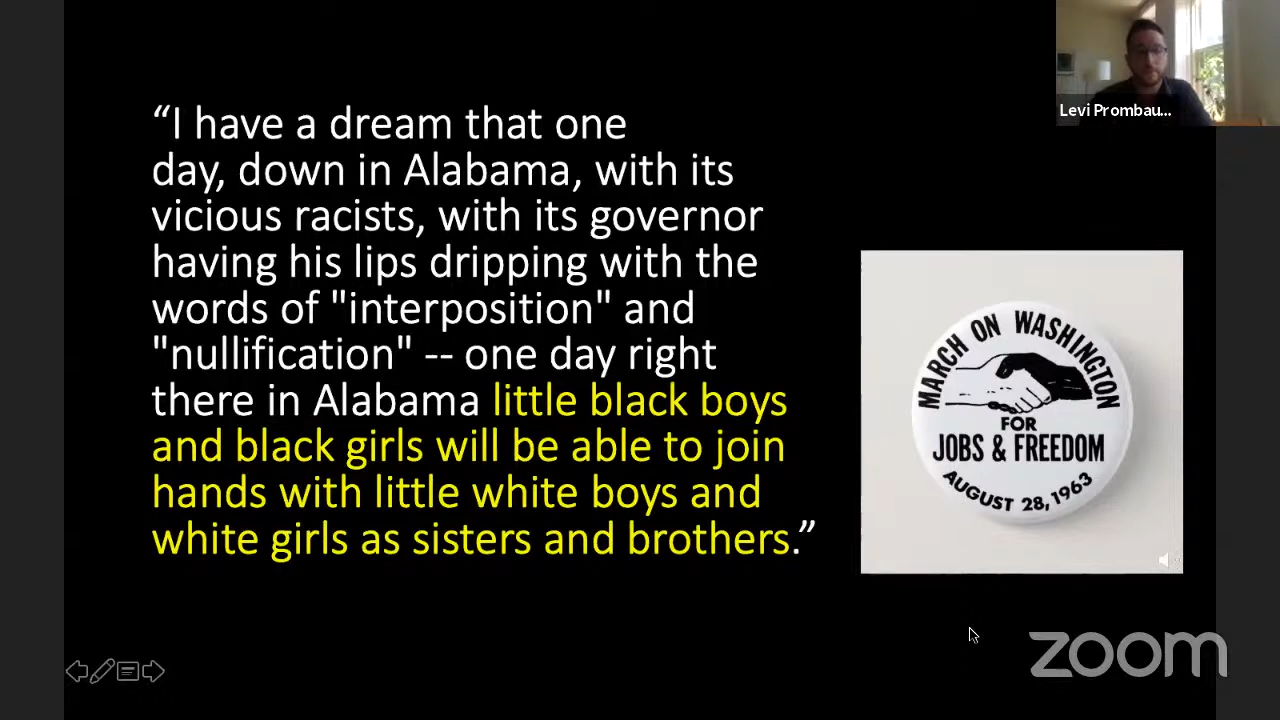 Levi Prombau...
“I have a dream that one
day, down in Alabama, with its
vicious racists, with its governor
having his lips dripping with the
words of "interposition" and
"nullification" -- one day right
there in Alabama little black boys
and black girls will be able to join
hands with little white boys and
white girls as sisters and brothers.”
MARCH ON WASHINGTON
FOR
JOBS & FREEDOM
AUGUST 28, 1963
zoom